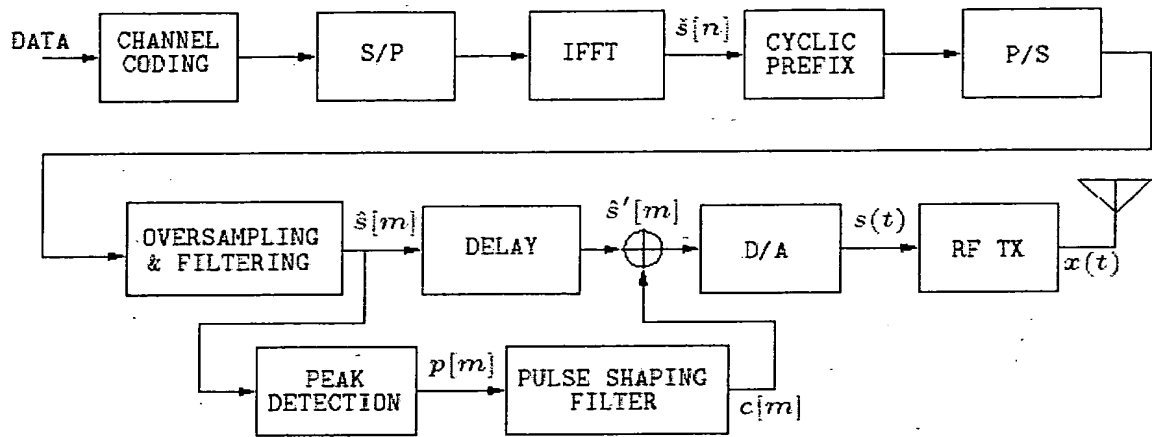 DATA
CHANNEL
CODING
S/P
IFFT
š[n]
CYCLIC
PREFIX
P/S
OVERSAMPLING
& FILTERING
ŝ[m]
DELAY
ŝ'[m]
D/A
s(t)
RF TX
x(t)
PEAK
DETECTION
p[m]
PULSE SHAPING
FILTER
c[m]